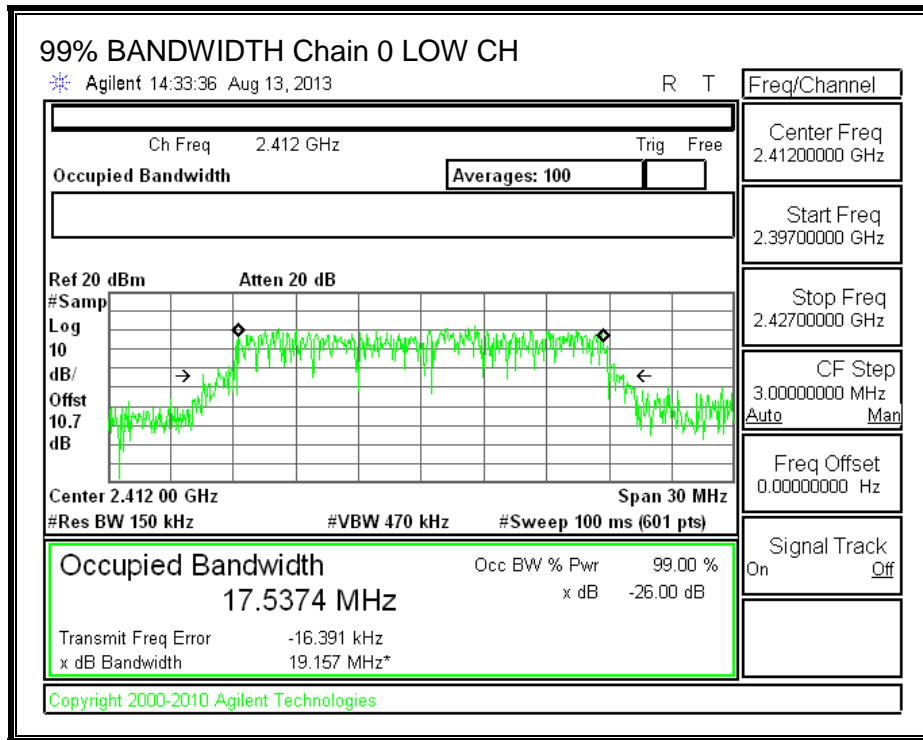 99% BANDWIDTH Chain 0 LOW CH
Agilent 14:33:36 Aug 13, 2013 R T
Freq/Channel
Ch Freq 2.412 GHz Trig Free
Occupied Bandwidth Averages: 100
Center Freq
2.41200000 GHz
Start Freq
2.39700000 GHz
Stop Freq
2.42700000 GHz
CF Step
3.00000000 MHz
Auto Man
Freq Offset
0.00000000 Hz
Signal Track
On Off
Ref 20 dBm Atten 20 dB
#Samp
Log
10
dB/
Offst
10.7
dB
Center 2.412 00 GHz Span 30 MHz
#Res BW 150 kHz #VBW 470 kHz #Sweep 100 ms (601 pts)
Occupied Bandwidth Occ BW % Pwr 99.00 %
17.5374 MHz x dB -26.00 dB
Transmit Freq Error -16.391 kHz
x dB Bandwidth 19.157 MHz*
Copyright 2000-2010 Agilent Technologies